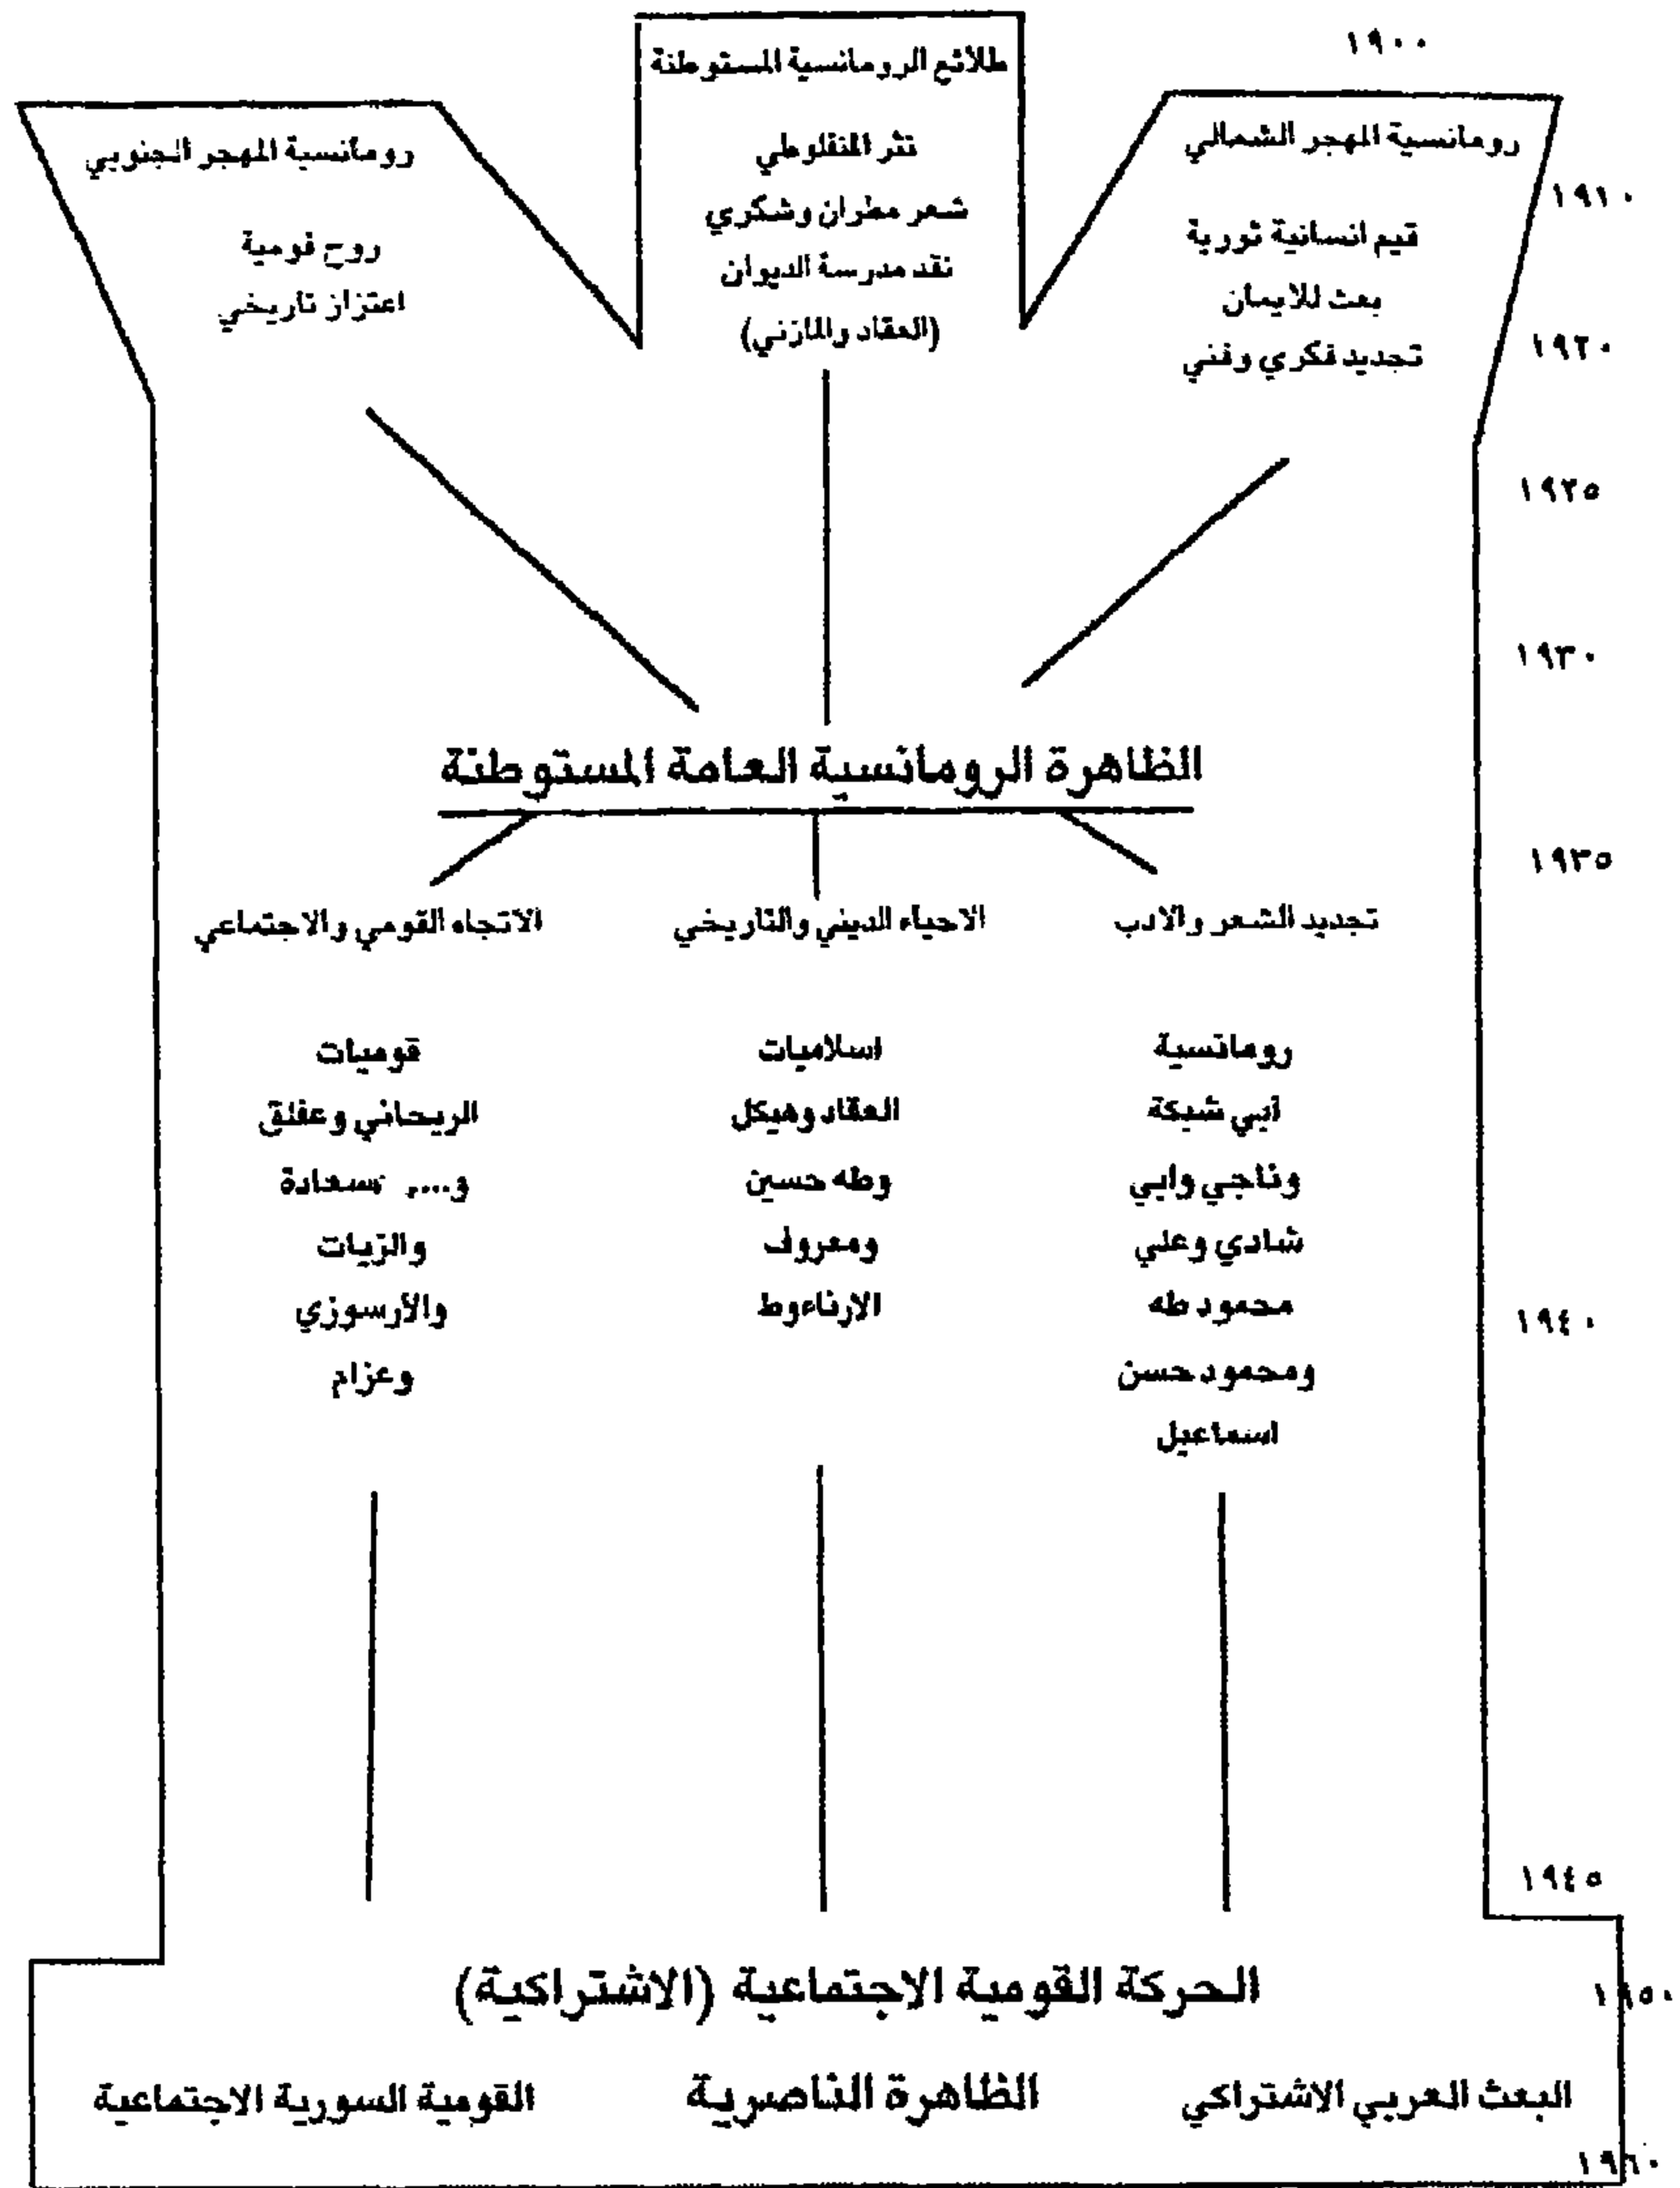 ١٩٠٠
طلائع الرومانسية المستوطنة
نثر المنفلوطي
شعر مطران وشكري
نقد مدرسة الديوان
(العقاد والمازني)
رومانسية المهجر الشمالي
قيم انسانية ثورية
بعث للايمان
تجديد فكري وفني
رومانسية المهجر الجنوبي
روح قومية
اعتزاز تاريخي
١٩١٠
١٩٢٠
١٩٢٥
١٩٣٠
الظاهرة الرومانسية العامة المستوطنة
١٩٣٥
تجديد الشعر والادب
رومانسية
ابي شبكة
وناجي وابي
شادي وعلي
محمود طه
ومحمود حسن
اسماعيل
الاحياء الديني والتاريخي
اسلاميات
العقاد وهيكل
وطه حسين
ومعروف
الارناءوط
الاتجاه القومي والاجتماعي
قوميات
الريحاني وعفلق
و.... سعادة
والزيات
والأرسوزي
وعزام
١٩٤٠
١٩٤٥
الحركة القومية الاجتماعية (الاشتراكية)
١٩٥٠
البعث العربي الاشتراكي
الظاهرة الناصرية
القومية السورية الاجتماعية
١٩٦٠